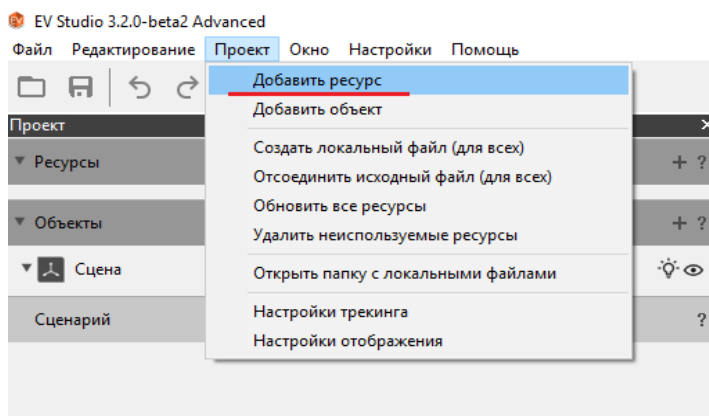 EV Studio 3.2.0-beta2 Advanced
Файл Редактирование Проект Окно Настройки Помощь
Добавить ресурс
Добавить объект
Создать локальный файл (для всех)
Отсоединить исходный файл (для всех)
Обновить все ресурсы
Удалить неиспользуемые ресурсы
Открыть папку с локальными файлами
Настройки трекинга
Настройки отображения
Проект
Ресурсы + ?
Объекты + ?
Сцена
Сценарий ?